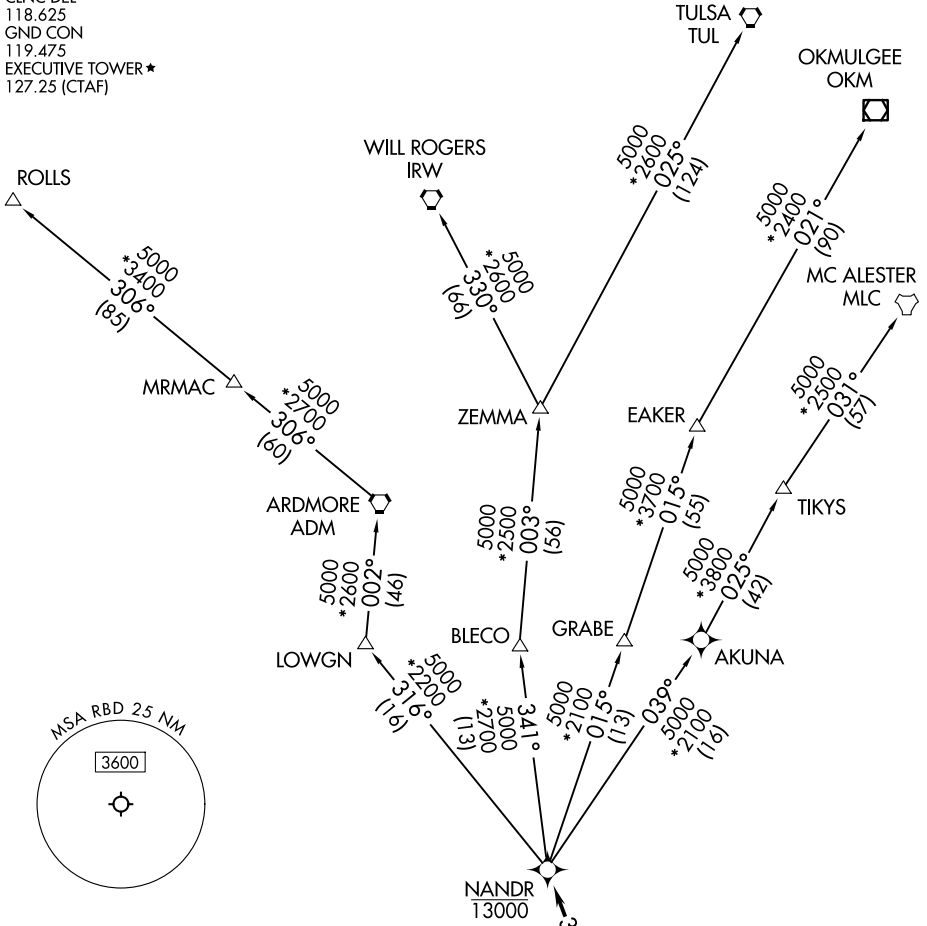 118.625
GND CON
119.475
EXECUTIVE TOWER★
127.25 (CTAF)
TULSA
TUL
OKMULGEE
OKM
WILL ROGERS
IRW
ROLLS
5000
*2600
025°
(124)
5000
*2400
021°
(90)
MC ALESTER
MLC
5000
*3400
306°
(85)
5000
*2600
330°
(66)
MRMAC
5000
*2700
306°
(60)
ZEMMA
EAKER
5000
*2500
031°
(57)
ARDMORE
ADM
TIKYS
5000
*2500
003°
(56)
5000
*3700
015°
(55)
5000
*3800
025°
(42)
5000
*2600
002°
(46)
LOWGN
BLECO
GRABE
AKUNA
5000
*2200
316°
(16)
341°
5000
*2700
(13)
5000
*2100
015°
(13)
039°
5000
*2100
(16)
MSA RBD 25 NM
3600
NANDR
13000